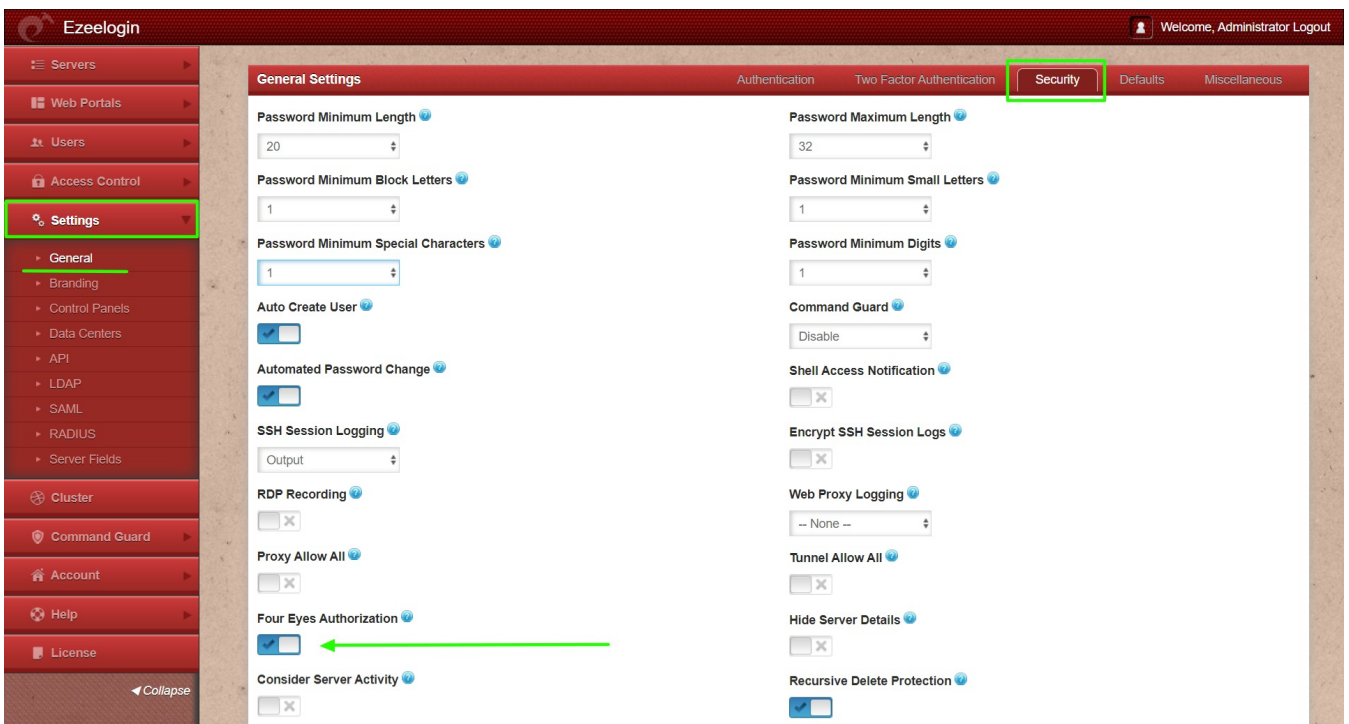 Ezeelogin
Welcome, Administrator Logout
Servers
Web Portals
Users
Access Control
Settings
General
Branding
Control Panels
Data Centers
API
LDAP
SAML
RADIUS
Server Fields
Cluster
Command Guard
Account
Help
License
Collapse
General Settings
Authentication Two Factor Authentication Security Defaults Miscellaneous
Password Minimum Length Password Maximum Length
20 32
Password Minimum Block Letters Password Minimum Small Letters
1 1
Password Minimum Special Characters Password Minimum Digits
1 1
Auto Create User Command Guard
Disable
Automated Password Change Shell Access Notification
SSH Session Logging Encrypt SSH Session Logs
Output
RDP Recording Web Proxy Logging
-- None --
Proxy Allow All Tunnel Allow All
Four Eyes Authorization Hide Server Details
Consider Server Activity Recursive Delete Protection